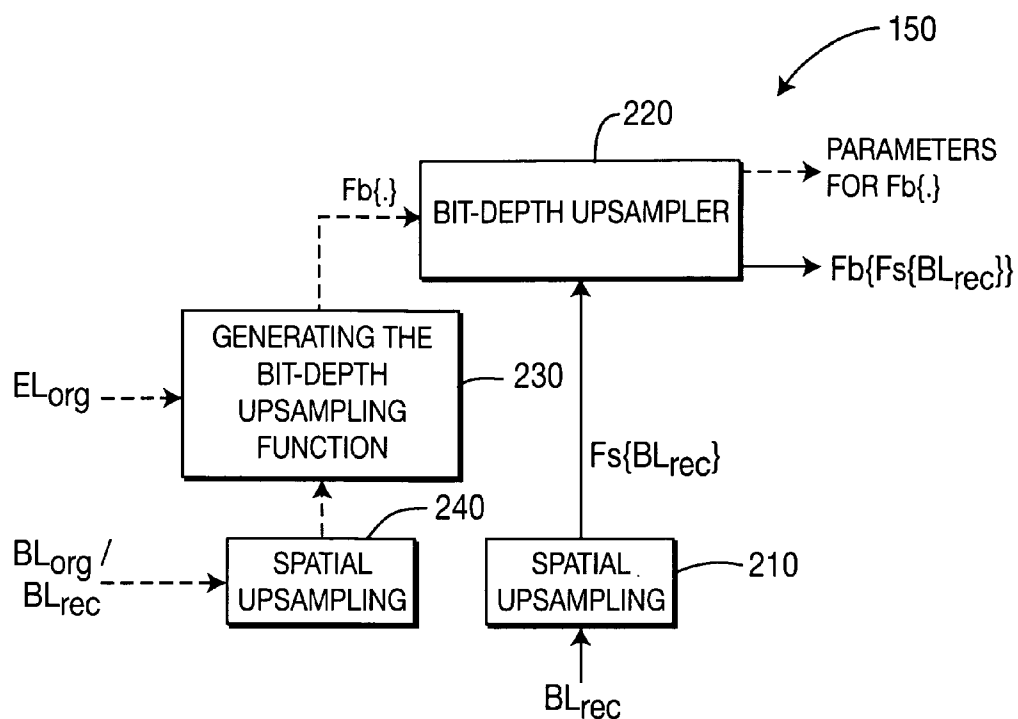 150
220
PARAMETERS
FOR Fb{.}
Fb{.}
BIT-DEPTH UPSAMPLER
Fb{Fs{BLrec}}
GENERATING THE
BIT-DEPTH
UPSAMPLING
FUNCTION
230
ELorg
Fs{BLrec}
240
BLorg /
BLrec
SPATIAL
UPSAMPLING
SPATIAL
UPSAMPLING
210
BLrec